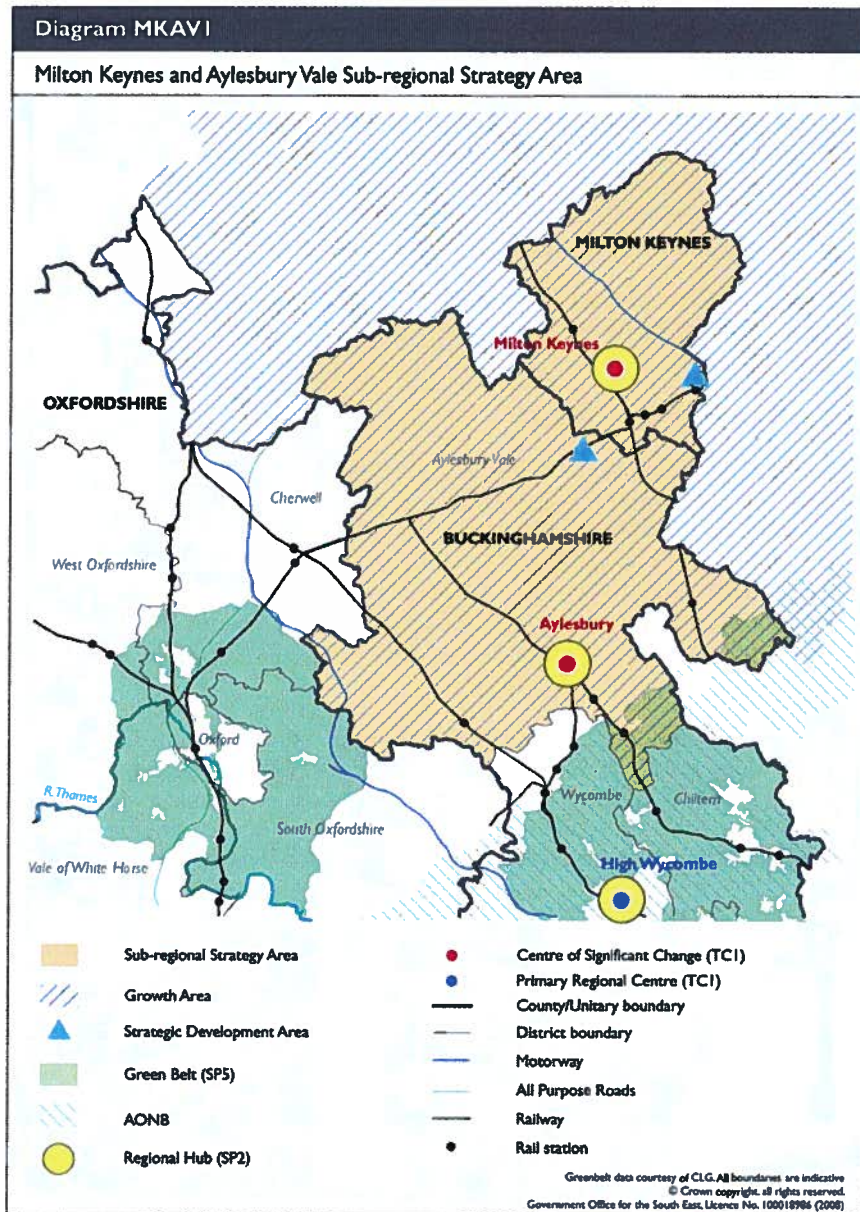 Diagram MKAV1
Milton Keynes and Aylesbury Vale Sub-regional Strategy Area
MILTON KEYNES
Milton Keynes
OXFORDSHIRE
Aylesbury Vale
Cherwell
BUCKINGHAMSHIRE
West Oxfordshire
Aylesbury
Oxford
R. Thames
Wycombe
Chiltern
South Oxfordshire
Vale of White Horse
High Wycombe
Sub-regional Strategy Area
Growth Area
Strategic Development Area
Green Belt (SP5)
AONB
Regional Hub (SP2)
Centre of Significant Change (TC1)
Primary Regional Centre (TC1)
County/Unitary boundary
District boundary
Motorway
All Purpose Roads
Railway
Rail station
Greenbelt data courtesy of CLG. All boundaries are indicative
© Crown copyright. all rights reserved.
Government Office for the South East, Licence No. 100018986 (2008)